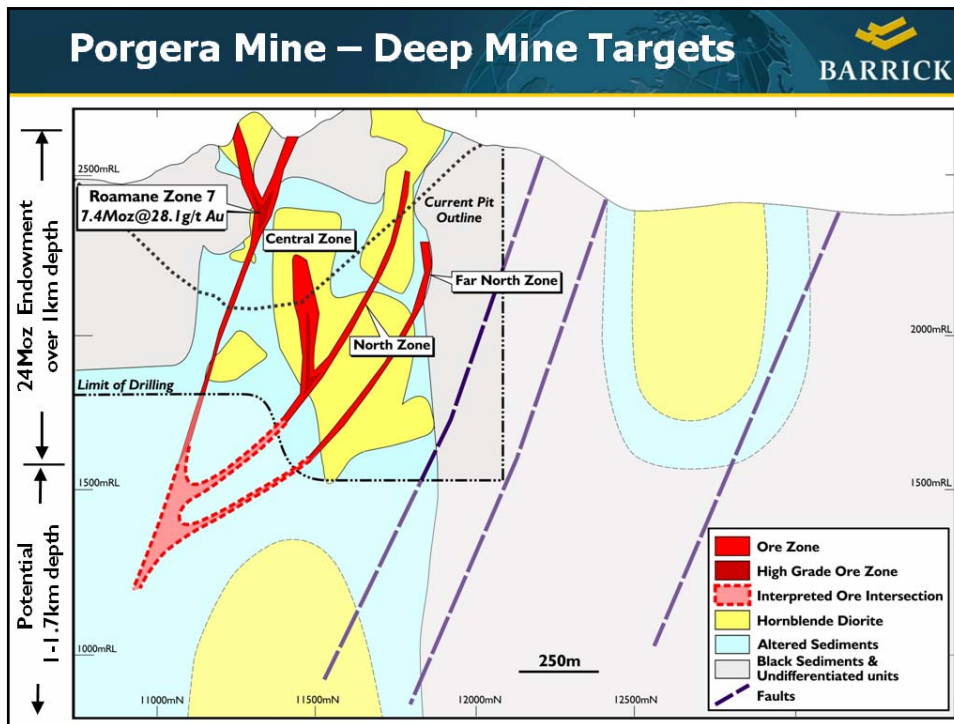 Porgera Mine – Deep Mine Targets
BARRICK
24Moz Endowment
over 1km depth
Potential
1-1.7km depth
2500mRL
Roamane Zone 7
7.4Moz@28.1g/t Au
Central Zone
Current Pit
Outline
Far North Zone
North Zone
2000mRL
Limit of Drilling
1500mRL
1500mRL
1000mRL
250m
11000mN
11500mN
12000mN
12500mN
Ore Zone
High Grade Ore Zone
Interpreted Ore Intersection
Hornblende Diorite
Altered Sediments
Black Sediments &
Undifferentiated units
Faults